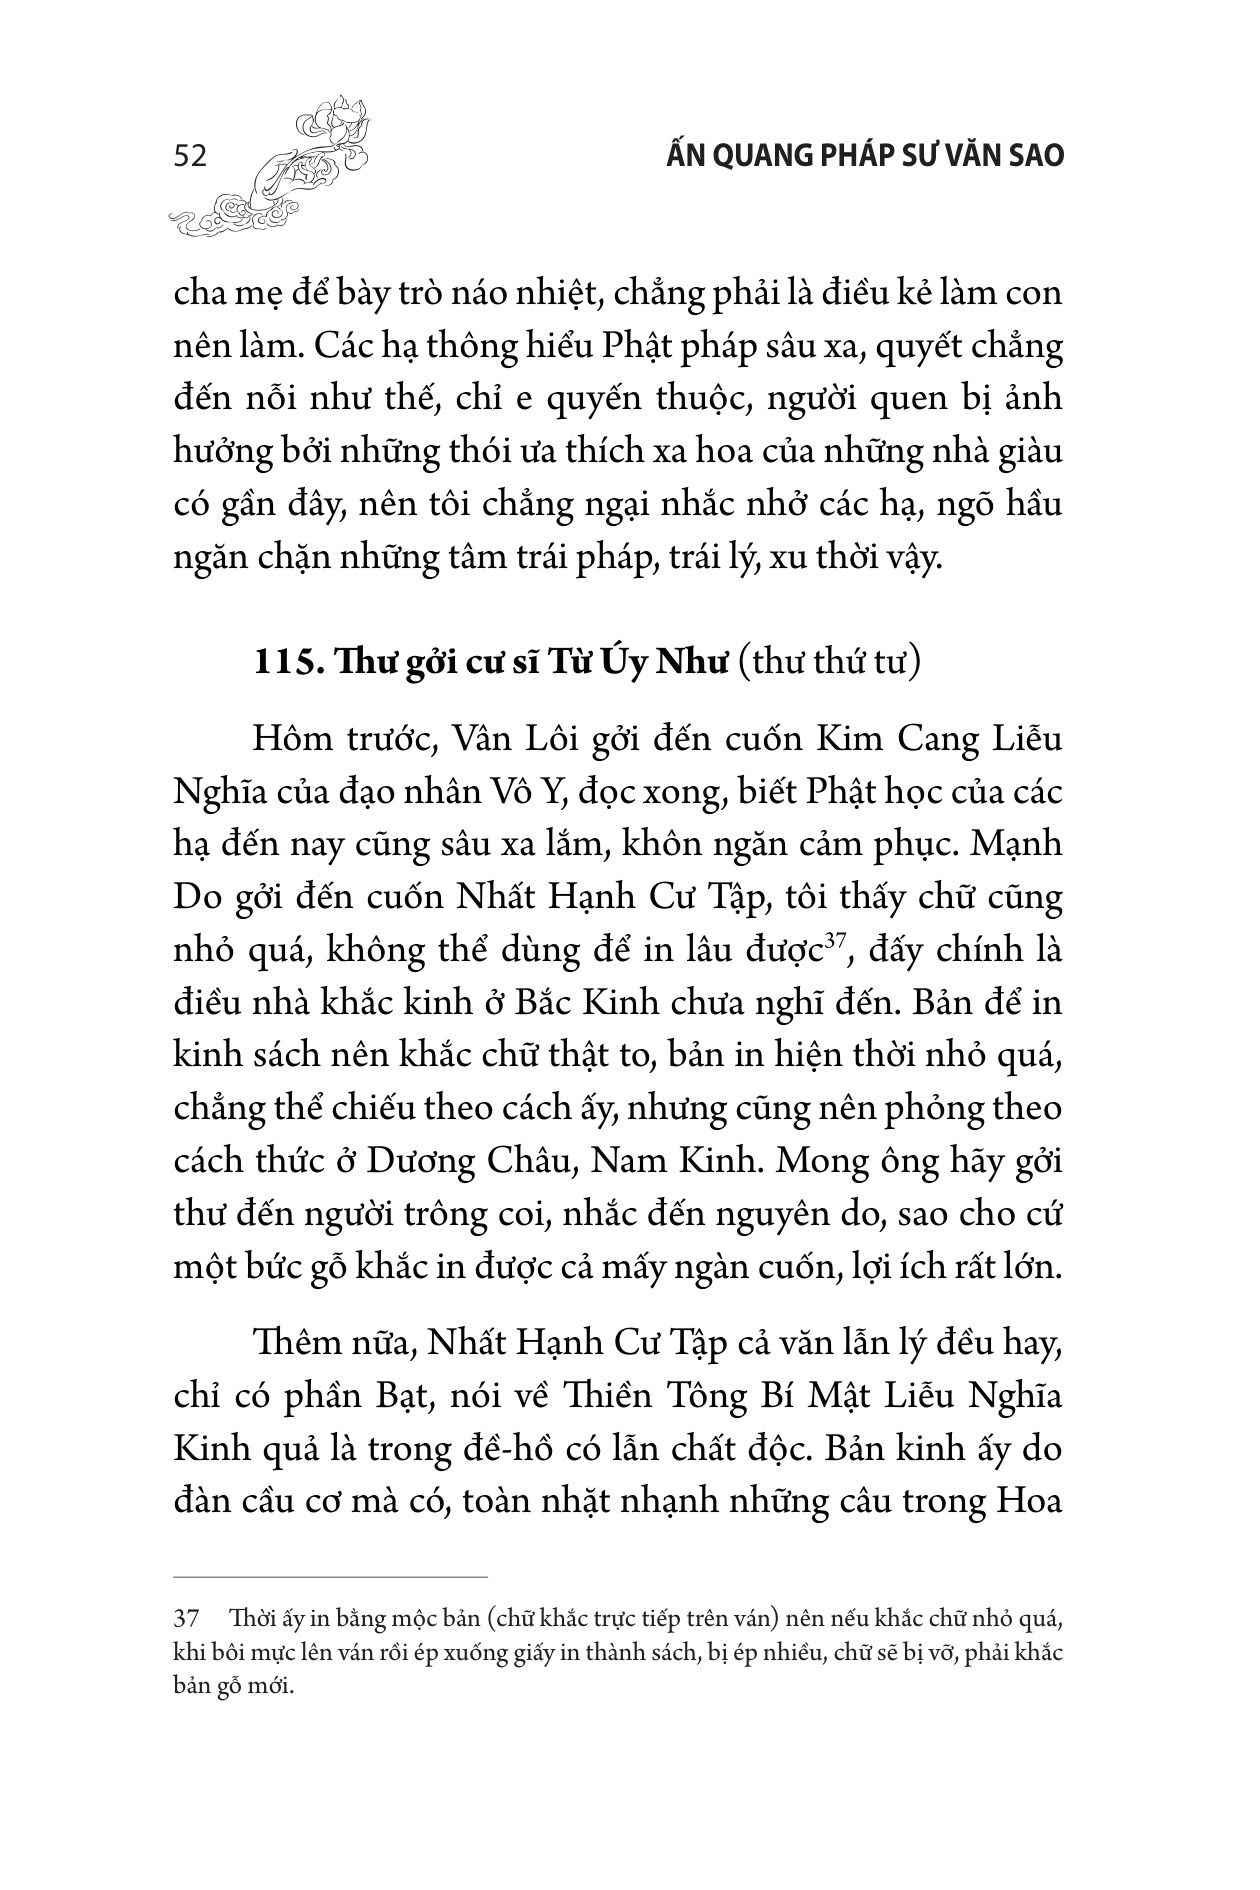 52
ẤN QUANG PHÁP SƯ VĂN SAO
cha mẹ để bày trò náo nhiệt, chẳng phải là điều kẻ làm con
nên làm. Các hạ thông hiểu Phật pháp sâu xa, quyết chẳng
đến nỗi như thế, chỉ e quyến thuộc, người quen bị ảnh
hưởng bởi những thói ưa thích xa hoa của những nhà giàu
có gần đây, nên tôi chẳng ngại nhắc nhở các hạ, ngõ hầu
ngăn chặn những tâm trái pháp, trái lý, xu thời vậy.
115. Thư gởi cư sĩ Từ Úy Như (thư thứ tư)
Hôm trước, Vân Lôi gởi đến cuốn Kim Cang Liễu
Nghĩa của đạo nhân Vô Y, đọc xong, biết Phật học của các
hạ đến nay cũng sâu xa lắm, khôn ngăn cảm phục. Mạnh
Do gởi đến cuốn Nhất Hạnh Cư Tập, tôi thấy chữ cũng
nhỏ quá, không thể dùng để in lâu được37, đấy chính là
điều nhà khắc kinh ở Bắc Kinh chưa nghĩ đến. Bản để in
kinh sách nên khắc chữ thật to, bản in hiện thời nhỏ quá,
chẳng thể chiếu theo cách ấy, nhưng cũng nên phỏng theo
cách thức ở Dương Châu, Nam Kinh. Mong ông hãy gởi
thư đến người trông coi, nhắc đến nguyên do, sao cho cứ
một bức gỗ khắc in được cả mấy ngàn cuốn, lợi ích rất lớn.
Thêm nữa, Nhất Hạnh Cư Tập cả văn lẫn lý đều hay,
chỉ có phần Bạt, nói về Thiền Tông Bí Mật Liễu Nghĩa
Kinh quả là trong đề-hồ có lẫn chất độc. Bản kinh ấy do
đàn cầu cơ mà có, toàn nhặt nhạnh những câu trong Hoa
37 Thời ấy in bằng mộc bản (chữ khắc trực tiếp trên ván) nên nếu khắc chữ nhỏ quá,
khi bôi mực lên ván rồi ép xuống giấy in thành sách, bị ép nhiều, chữ sẽ bị vỡ, phải khắc
bản gỗ mới.